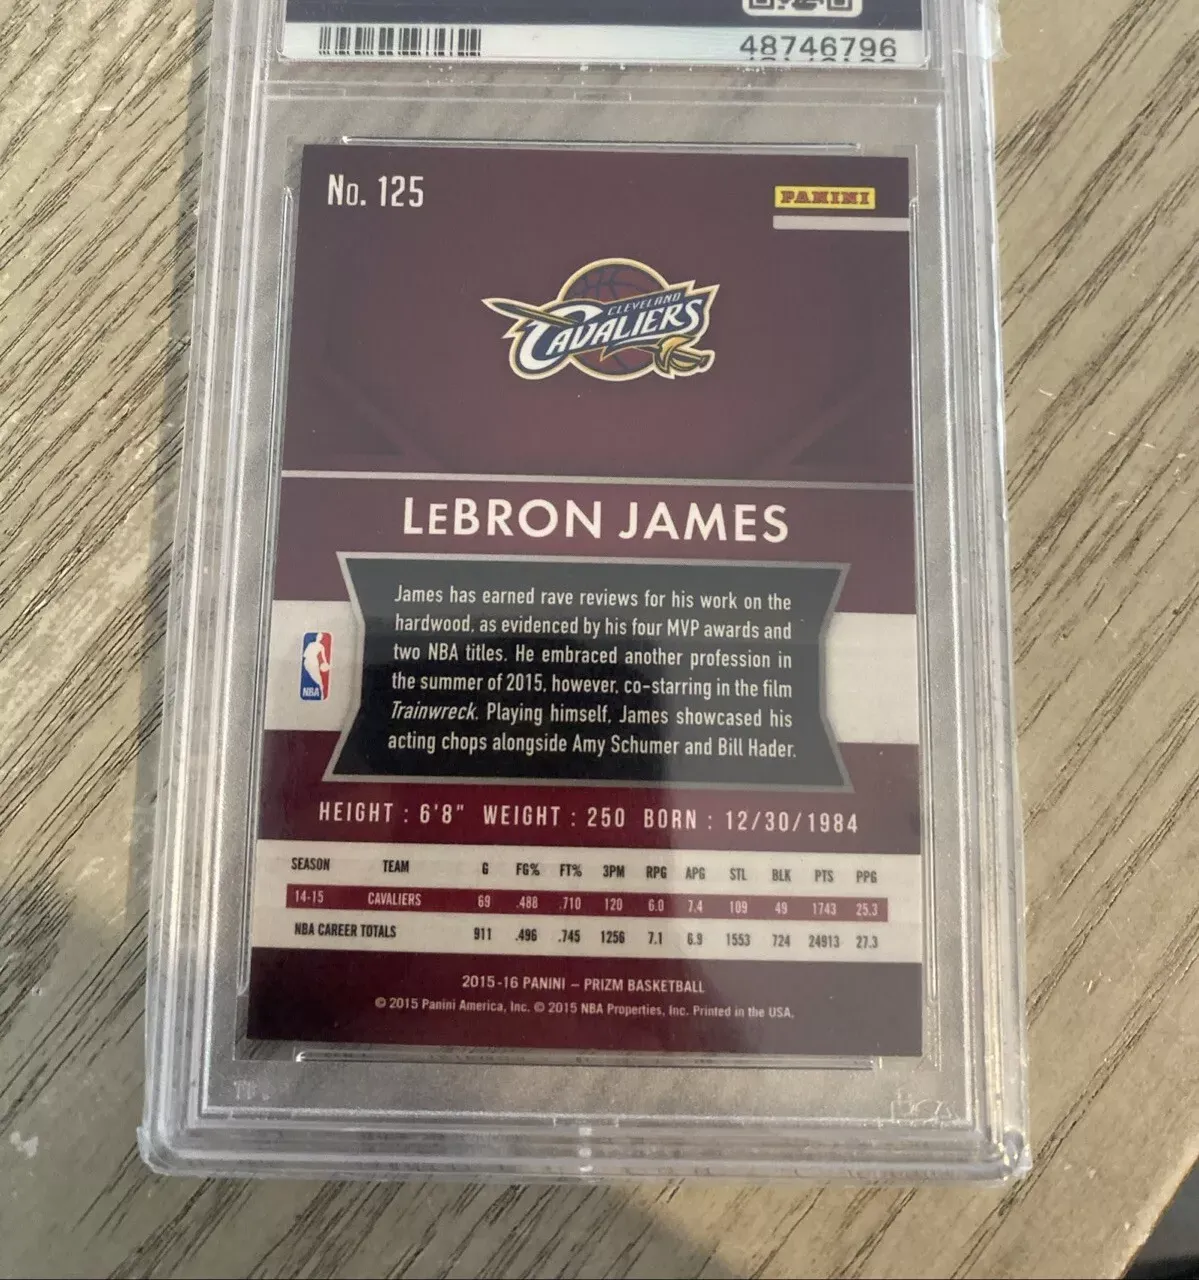 48746796
No. 125
PANINI
CLEVELAND
CAVALIERS
LEBRON JAMES
James has earned rave reviews for his work on the
hardwood, as evidenced by his four MVP awards and
two NBA titles. He embraced another profession in
the summer of 2015, however, co-starring in the film
Trainwreck. Playing himself, James showcased his
acting chops alongside Amy Schumer and Bill Hader.
NBA
HEIGHT : 6'8" WEIGHT : 250 BORN : 12/30/1984
SEASON TEAM G FG% FT% 3PM RPG APG STL BLK PTS PPG
14-15 CAVALIERS 69 .488 .710 120 6.0 7.4 109 49 1743 25.3
NBA CAREER TOTALS 911 .496 .745 1256 7.1 6.9 1553 724 24913 27.3
2015-16 PANINI – PRIZM BASKETBALL
© 2015 Panini America, Inc. © 2015 NBA Properties, Inc. Printed in the USA.